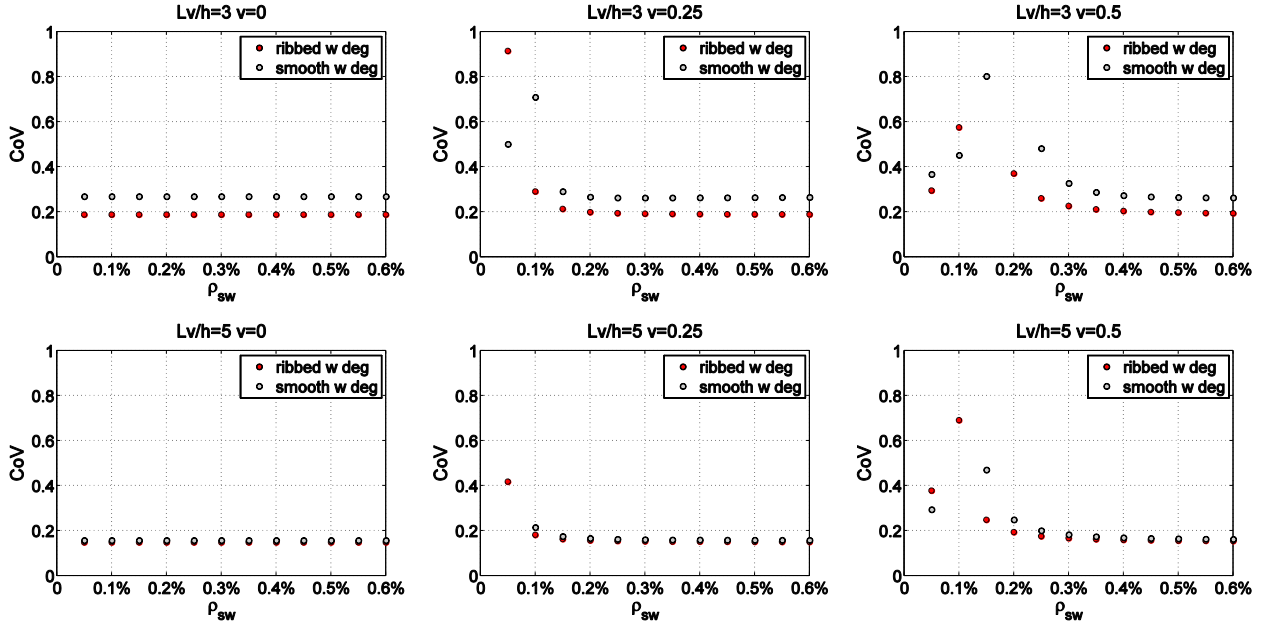 Lv/h=3 v=0
1
0.8
0.6
0.4
0.2
0
CoV
ribbed w deg
smooth w deg
0 0.1% 0.2% 0.3% 0.4% 0.5% 0.6%
ρsw
Lv/h=3 v=0.25
1
0.8
0.6
0.4
0.2
0
CoV
ribbed w deg
smooth w deg
0 0.1% 0.2% 0.3% 0.4% 0.5% 0.6%
ρsw
Lv/h=3 v=0.5
1
0.8
0.6
0.4
0.2
0
CoV
ribbed w deg
smooth w deg
0 0.1% 0.2% 0.3% 0.4% 0.5% 0.6%
ρsw
Lv/h=5 v=0
1
0.8
0.6
0.4
0.2
0
CoV
ribbed w deg
smooth w deg
0 0.1% 0.2% 0.3% 0.4% 0.5% 0.6%
ρsw
Lv/h=5 v=0.25
1
0.8
0.6
0.4
0.2
0
CoV
ribbed w deg
smooth w deg
0 0.1% 0.2% 0.3% 0.4% 0.5% 0.6%
ρsw
Lv/h=5 v=0.5
1
0.8
0.6
0.4
0.2
0
CoV
ribbed w deg
smooth w deg
0 0.1% 0.2% 0.3% 0.4% 0.5% 0.6%
ρsw